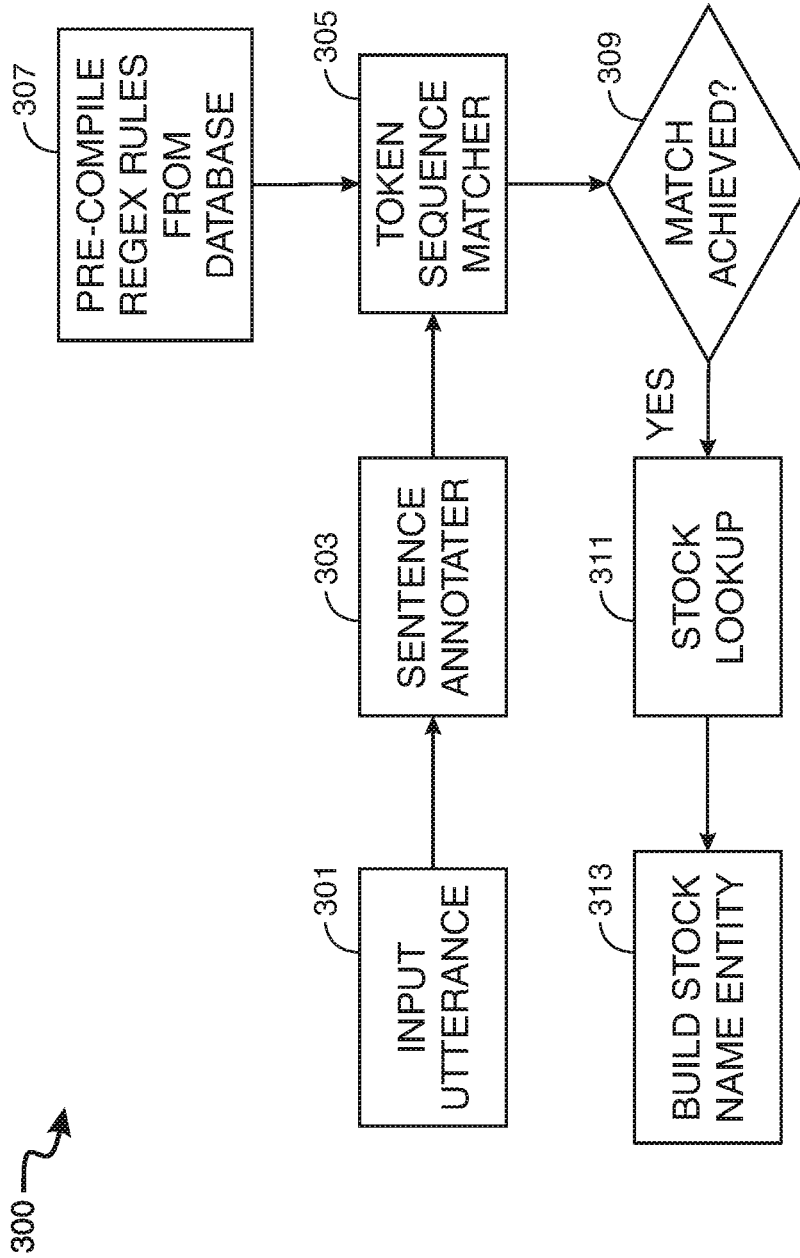 300
307
PRE-COMPILE
REGEX RULES
FROM
DATABASE
301
INPUT
UTTERANCE
303
SENTENCE
ANNOTATER
305
TOKEN
SEQUENCE
MATCHER
309
MATCH
ACHIEVED?
YES
311
STOCK
LOOKUP
313
BUILD STOCK
NAME ENTITY